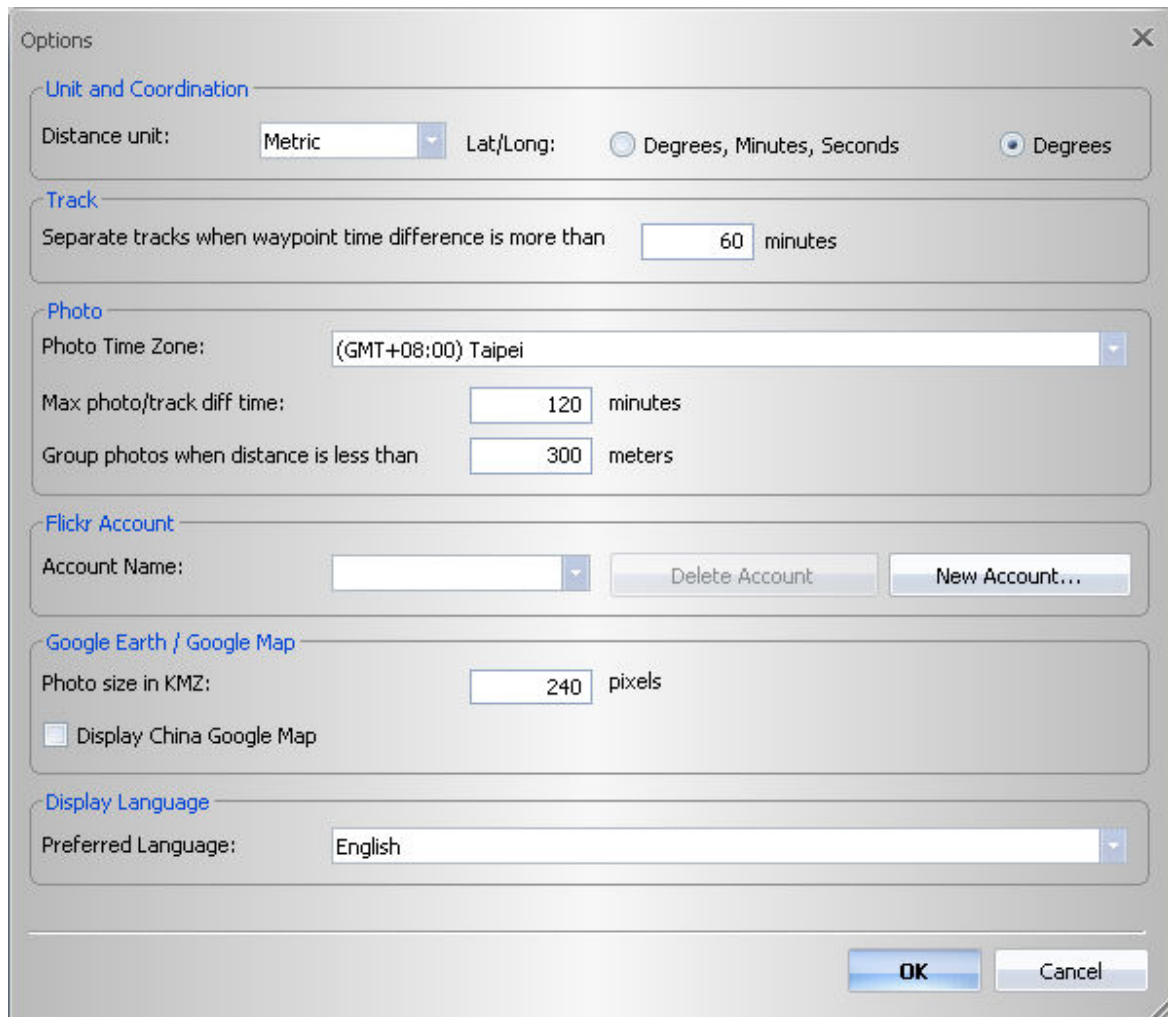 Options
Unit and Coordination
Distance unit: Metric Lat/Long: Degrees, Minutes, Seconds Degrees
Track
Separate tracks when waypoint time difference is more than 60 minutes
Photo
Photo Time Zone: (GMT+08:00) Taipei
Max photo/track diff time: 120 minutes
Group photos when distance is less than 300 meters
Flickr Account
Account Name: Delete Account New Account...
Google Earth / Google Map
Photo size in KMZ: 240 pixels
Display China Google Map
Display Language
Preferred Language: English
OK Cancel